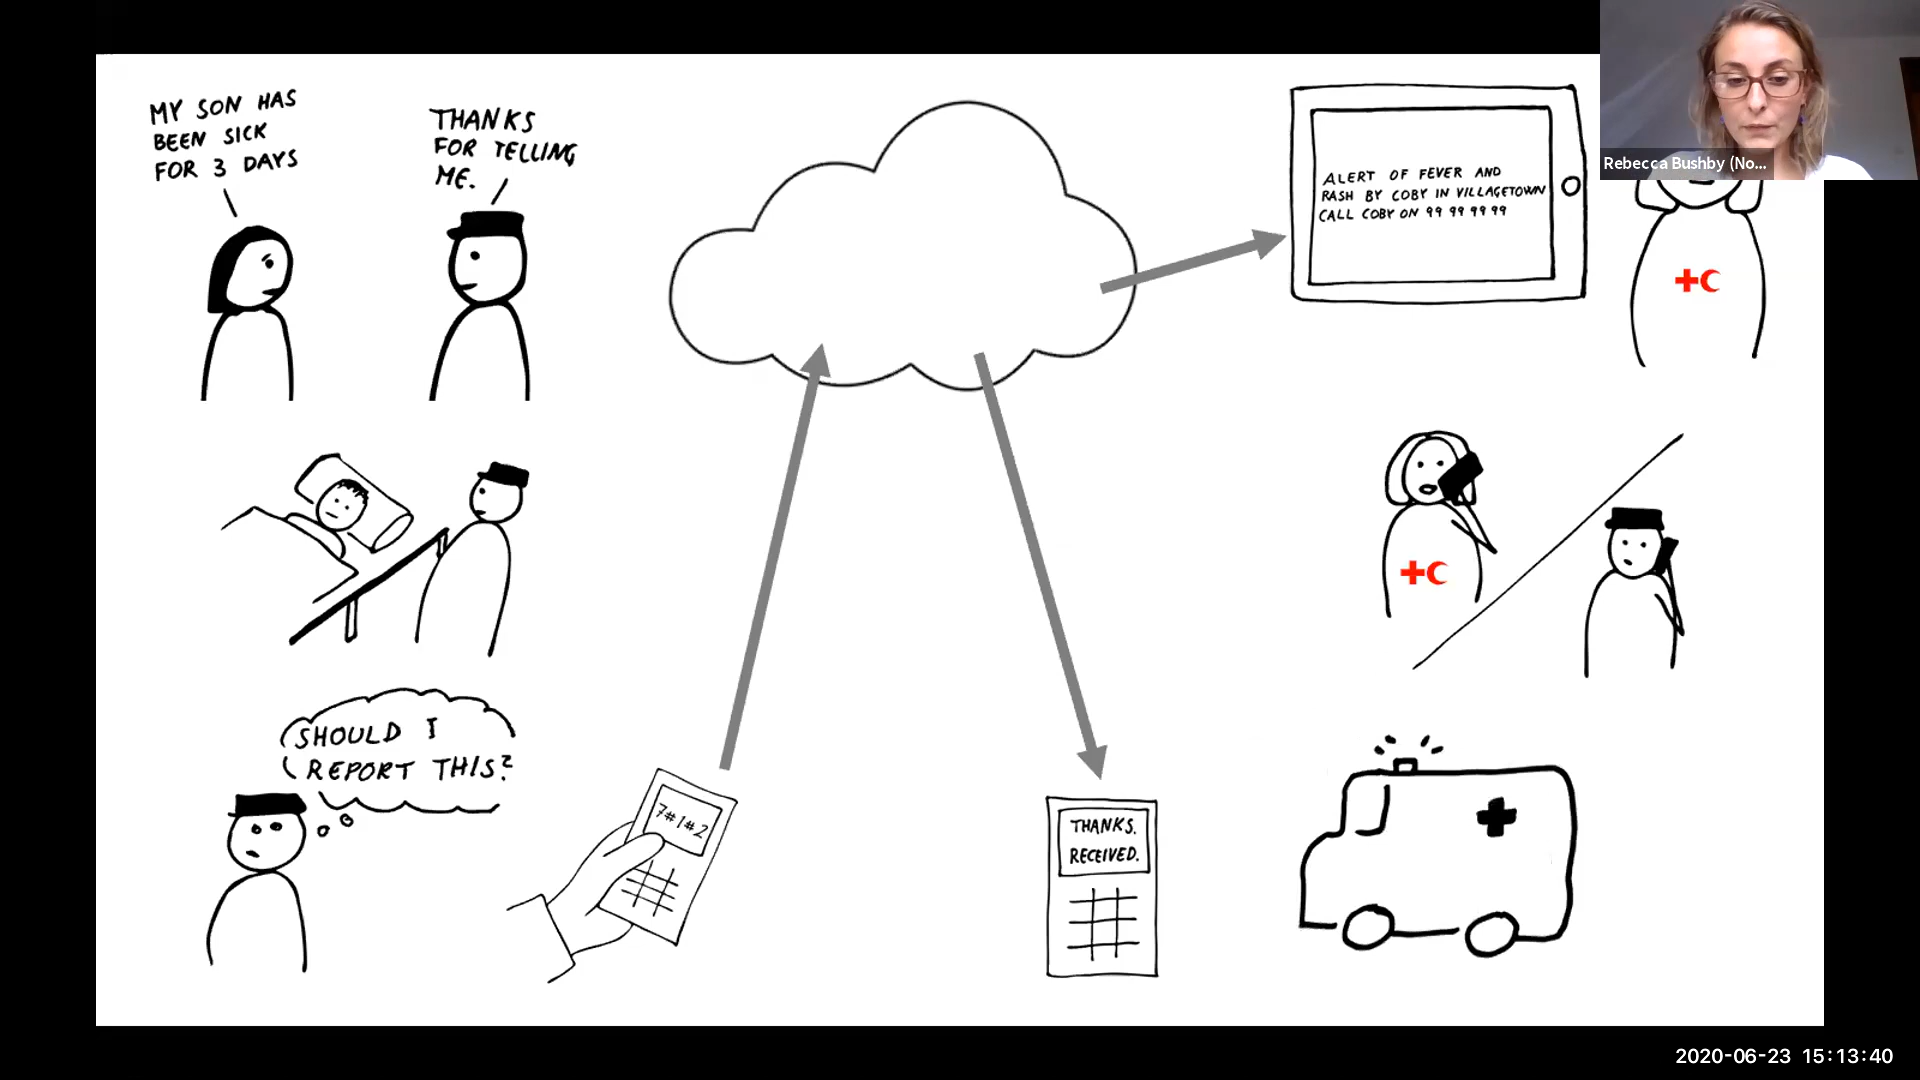 MY SON HAS
BEEN SICK
FOR 3 DAYS
THANKS
FOR TELLING
ME.
ALERT OF FEVER AND
RASH BY COBY IN VILLAGETOWN
CALL COBY ON 99 99 99 99
Rebecca Bushby (No...
SHOULD I
REPORT THIS?
7#1#2
THANKS.
RECEIVED.
2020-06-23 15:13:40